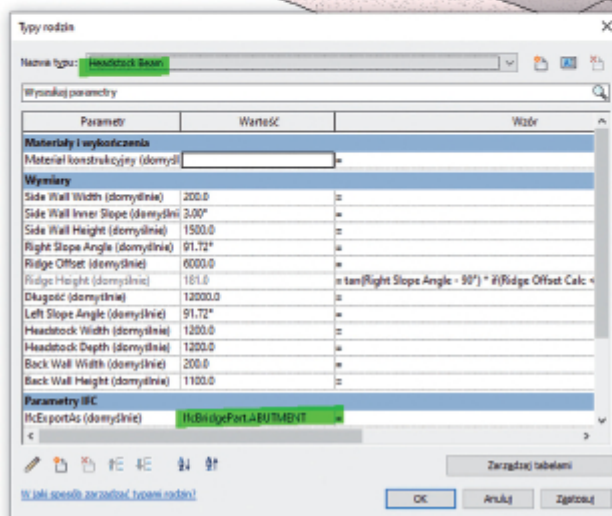 Typy rodzin
Nazwa typu: Headstock Beam
Wyszukaj parametry
Parametr Wartość Wzór
Materiały i wykończenia
Materiał konstrukcyjny (domyśl =
Wymiary
Side Wall Width (domyślnie) 200.0 =
Side Wall Inner Slope (domyślni 3.00° =
Side Wall Height (domyślnie) 1500.0 =
Right Slope Angle (domyślnie) 91.72° =
Ridge Offset (domyślnie) 6000.0 =
Ridge Height (domyślnie) 181.0 = tan(Right Slope Angle - 90°) * if(Ridge Offset Calc <
Długość (domyślnie) 12000.0 =
Left Slope Angle (domyślnie) 91.72° =
Headstock Width (domyślnie) 1200.0 =
Headstock Depth (domyślnie) 1200.0 =
Back Wall Width (domyślnie) 200.0 =
Back Wall Height (domyślnie) 1100.0 =
Parametry IFC
IfcExportAs (domyślnie) IfcBridgePart.ABUTMENT =
Zarządzaj tabelami
W jaki sposób zarządzać typami rodzin?
OK Anuluj Zastosuj